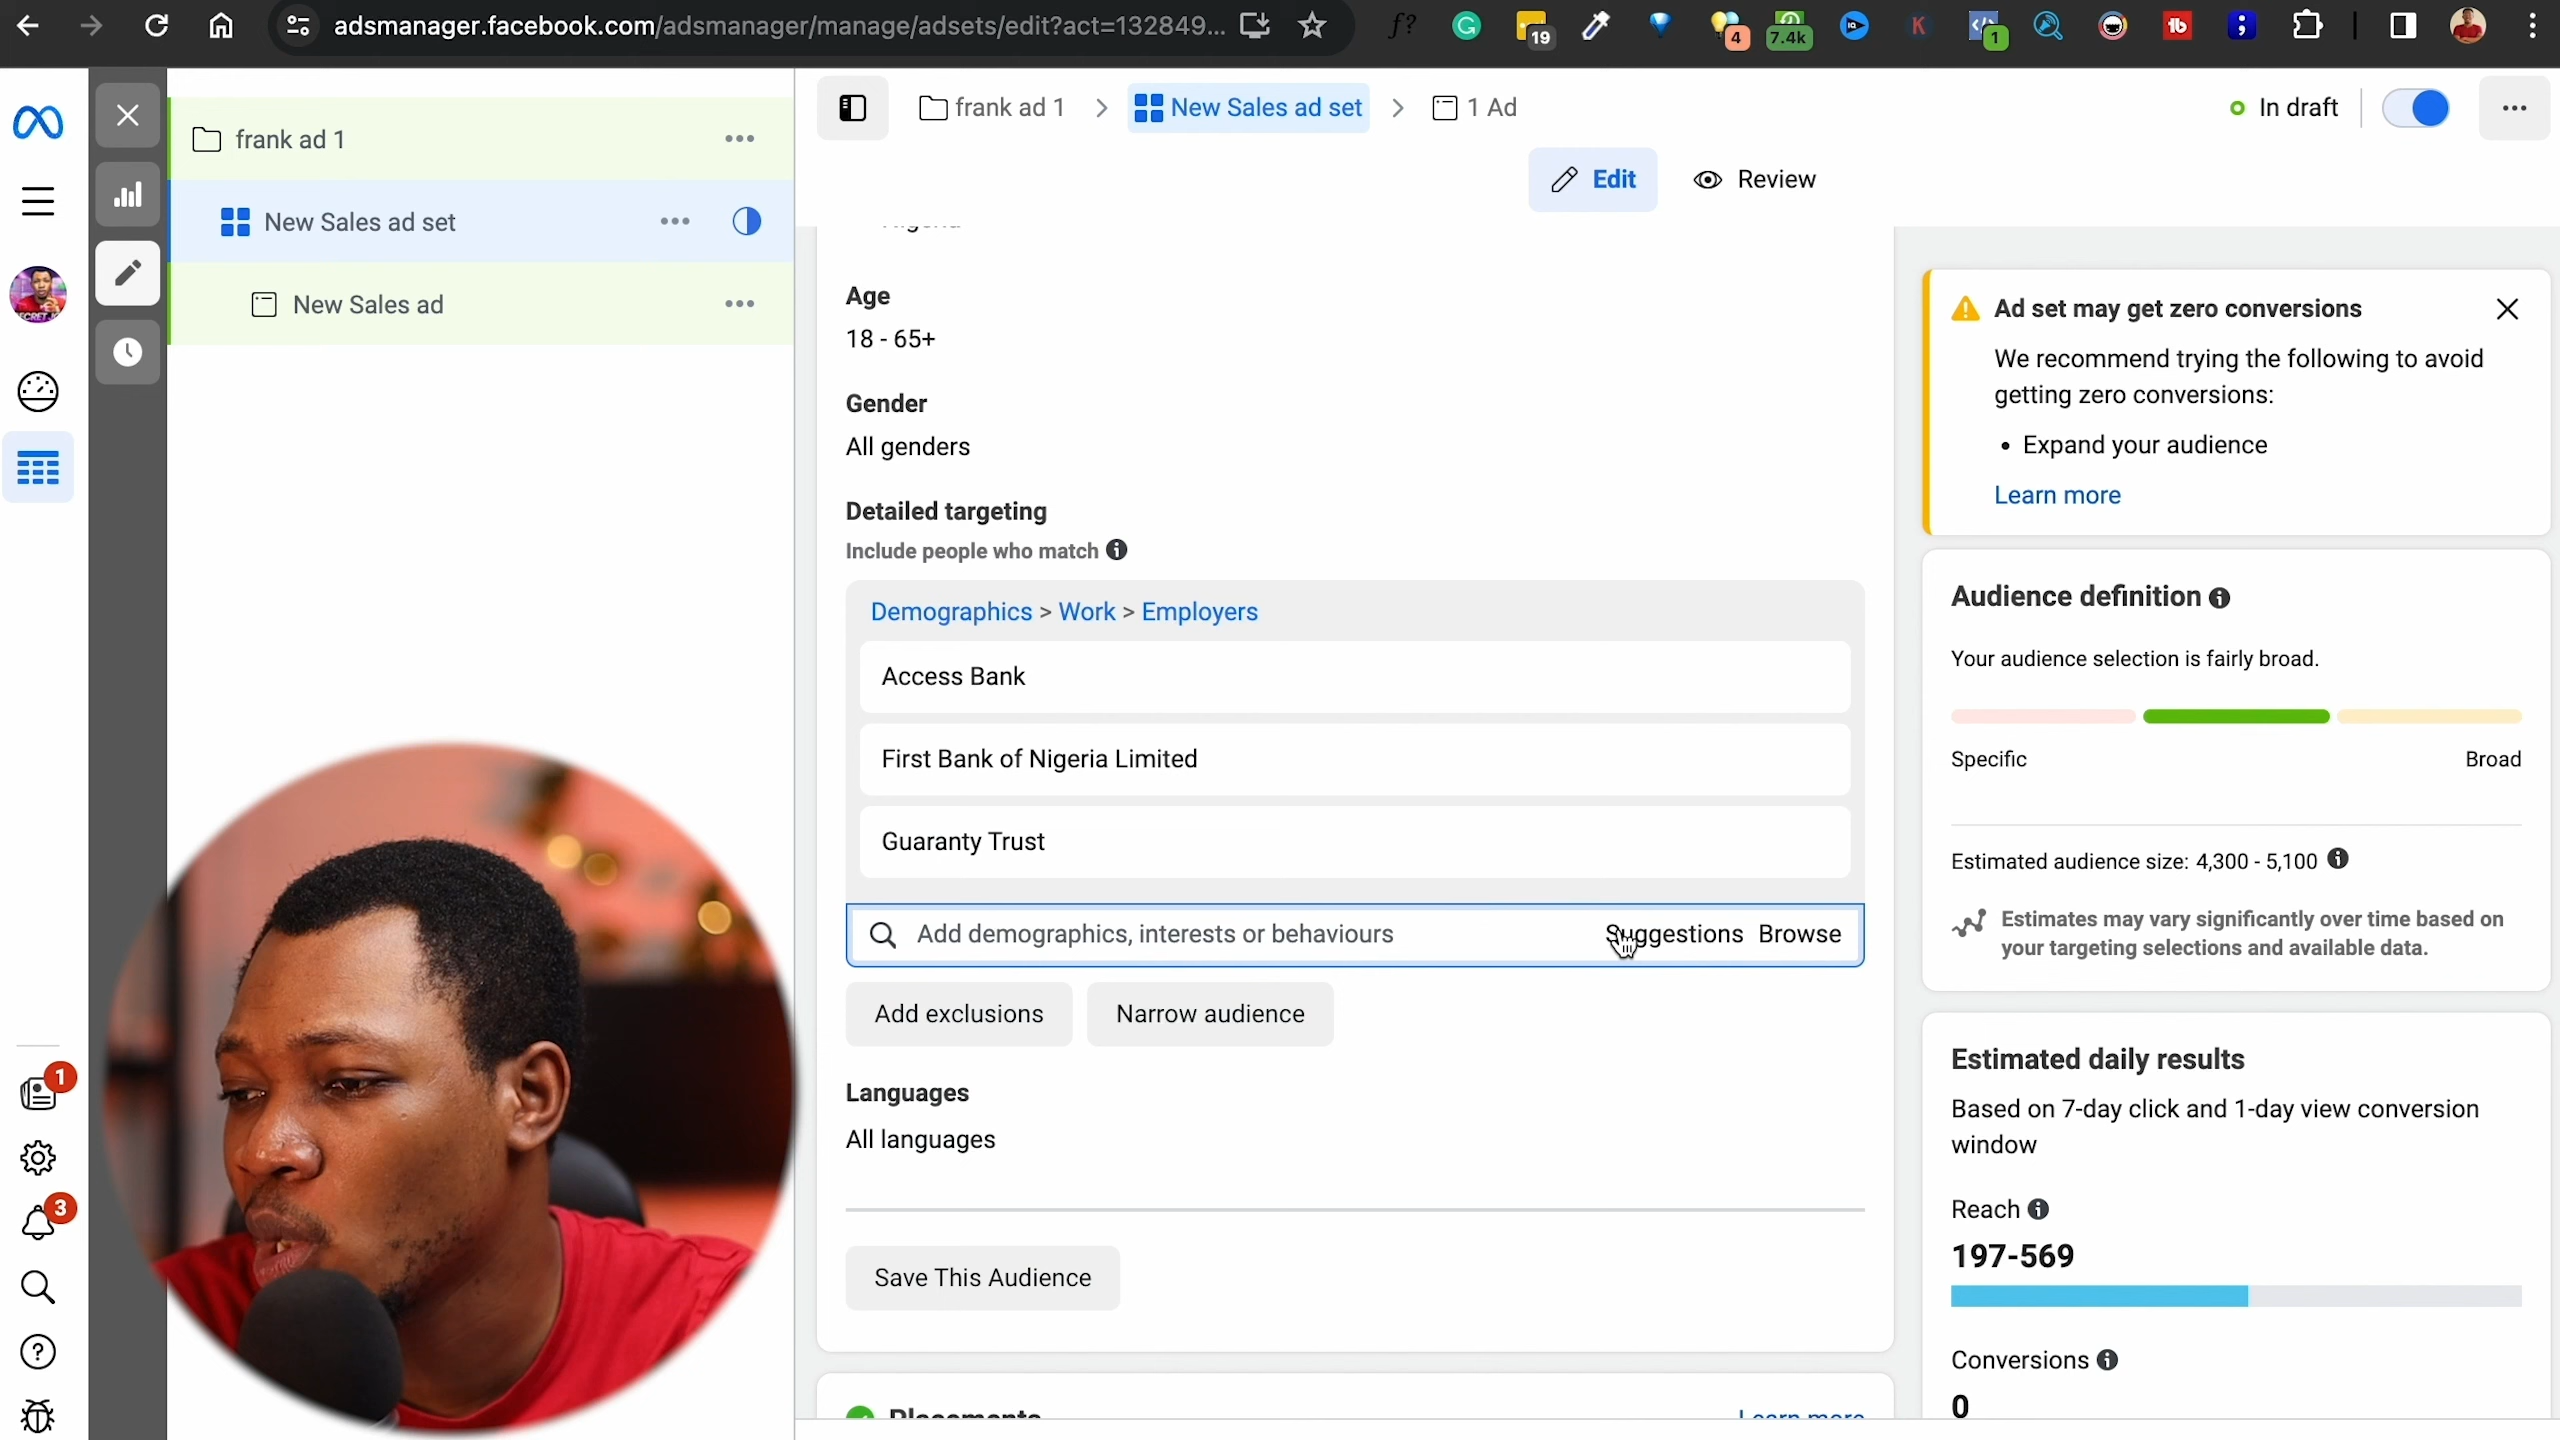 adsmanager.facebook.com/adsmanager/manage/adsets/edit?act=132849...
f?
19
4
7.4k
K
1
frank ad 1
New Sales ad set
New Sales ad
frank ad 1 > New Sales ad set > 1 Ad
In draft
Edit
Review
Nigeria
Age
18 - 65+
Gender
All genders
Detailed targeting
Include people who match
Demographics > Work > Employers
Access Bank
First Bank of Nigeria Limited
Guaranty Trust
Add demographics, interests or behaviours
Suggestions
Browse
Add exclusions
Narrow audience
Languages
All languages
Save This Audience
Placements
Learn more
Ad set may get zero conversions
We recommend trying the following to avoid
getting zero conversions:
• Expand your audience
Learn more
Audience definition
Your audience selection is fairly broad.
Specific
Broad
Estimated audience size: 4,300 - 5,100
Estimates may vary significantly over time based on
your targeting selections and available data.
Estimated daily results
Based on 7-day click and 1-day view conversion
window
Reach
197-569
Conversions
0
1
3